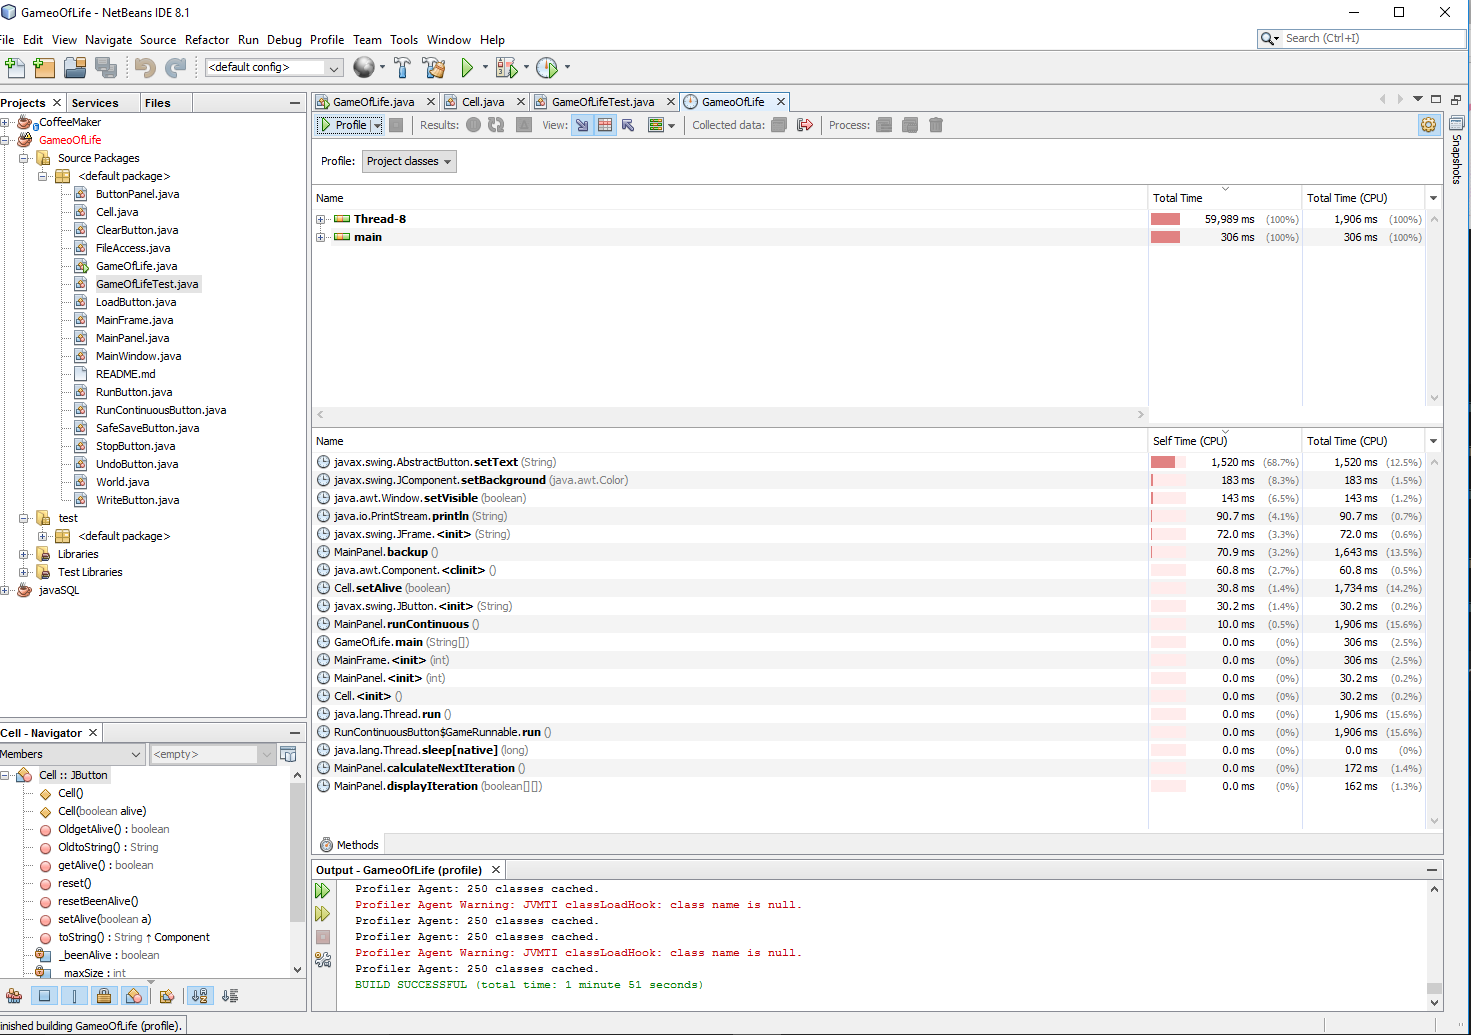 GameoOfLife - NetBeans IDE 8.1
File Edit View Navigate Source Refactor Run Debug Profile Team Tools Window Help
Search (Ctrl+I)
<default config>
Projects Services Files
CoffeeMaker
GameoOfLife
Source Packages
<default package>
ButtonPanel.java
Cell.java
ClearButton.java
FileAccess.java
GameOfLife.java
GameOfLifeTest.java
LoadButton.java
MainFrame.java
MainPanel.java
MainWindow.java
README.md
RunButton.java
RunContinuousButton.java
SafeSaveButton.java
StopButton.java
UndoButton.java
World.java
WriteButton.java
test
<default package>
Libraries
Test Libraries
javaSQL
Cell - Navigator
Members <empty>
Cell :: JButton
Cell()
Cell(boolean alive)
OldgetAlive() : boolean
OldtoString() : String
getAlive() : boolean
reset()
resetBeenAlive()
setAlive(boolean a)
toString() : String ↑ Component
_beenAlive : boolean
_maxSize : int
GameOfLife.java Cell.java GameOfLifeTest.java GameoOfLife
Profile Results: View: Collected data: Process:
Profile: Project classes
Name Total Time Total Time (CPU)
Thread-8 59,989 ms (100%) 1,906 ms (100%)
main 306 ms (100%) 306 ms (100%)
Name Self Time (CPU) Total Time (CPU)
javax.swing.AbstractButton.setText (String) 1,520 ms (68.7%) 1,520 ms (12.5%)
javax.swing.JComponent.setBackground (java.awt.Color) 183 ms (8.3%) 183 ms (1.5%)
java.awt.Window.setVisible (boolean) 143 ms (6.5%) 143 ms (1.2%)
java.io.PrintStream.println (String) 90.7 ms (4.1%) 90.7 ms (0.7%)
javax.swing.JFrame.<init> (String) 72.0 ms (3.3%) 72.0 ms (0.6%)
MainPanel.backup () 70.9 ms (3.2%) 1,643 ms (13.5%)
java.awt.Component.<clinit> () 60.8 ms (2.7%) 60.8 ms (0.5%)
Cell.setAlive (boolean) 30.8 ms (1.4%) 1,734 ms (14.2%)
javax.swing.JButton.<init> (String) 30.2 ms (1.4%) 30.2 ms (0.2%)
MainPanel.runContinuous () 10.0 ms (0.5%) 1,906 ms (15.6%)
GameOfLife.main (String[]) 0.0 ms (0%) 306 ms (2.5%)
MainFrame.<init> (int) 0.0 ms (0%) 306 ms (2.5%)
MainPanel.<init> (int) 0.0 ms (0%) 30.2 ms (0.2%)
Cell.<init> () 0.0 ms (0%) 30.2 ms (0.2%)
java.lang.Thread.run () 0.0 ms (0%) 1,906 ms (15.6%)
RunContinuousButton$GameRunnable.run () 0.0 ms (0%) 1,906 ms (15.6%)
java.lang.Thread.sleep[native] (long) 0.0 ms (0%) 0.0 ms (0%)
MainPanel.calculateNextIteration () 0.0 ms (0%) 172 ms (1.4%)
MainPanel.displayIteration (boolean[][]) 0.0 ms (0%) 162 ms (1.3%)
Methods
Snapshots
Output - GameoOfLife (profile)
Profiler Agent: 250 classes cached.
Profiler Agent Warning: JVMTI classLoadHook: class name is null.
Profiler Agent: 250 classes cached.
Profiler Agent: 250 classes cached.
Profiler Agent Warning: JVMTI classLoadHook: class name is null.
Profiler Agent: 250 classes cached.
BUILD SUCCESSFUL (total time: 1 minute 51 seconds)
inished building GameoOfLife (profile).